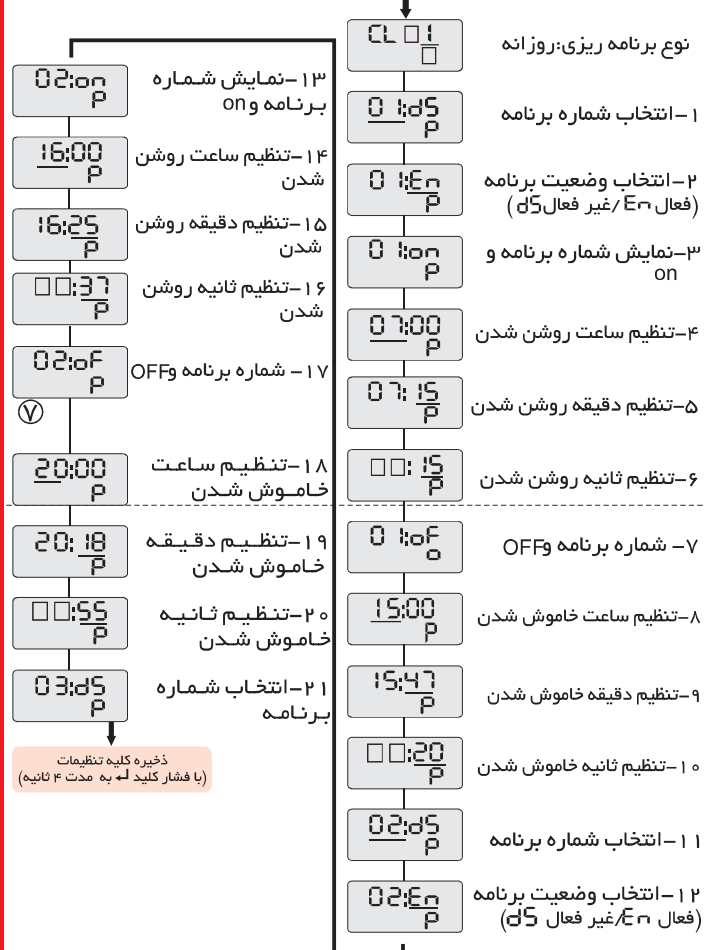 CL □1
□
نوع برنامه ریزی:روزانه
01:dS
P
۱-انتخاب شماره برنامه
01:En
P
۲-انتخاب وضعیت برنامه
(فعال En/غیر فعال dS)
01:on
P
۳-نمایش شماره برنامه و
on
07:00
P
۴-تنظیم ساعت روشن شدن
07:15
P
۵-تنظیم دقیقه روشن شدن
□□:15
P
۶-تنظیم ثانیه روشن شدن
01:oF
o
۷- شماره برنامه وOFF
15:00
P
۸-تنظیم ساعت خاموش شدن
15:47
P
۹-تنظیم دقیقه خاموش شدن
□□:20
P
۱۰-تنظیم ثانیه خاموش شدن
02:dS
P
۱۱-انتخاب شماره برنامه
02:En
P
۱۲-انتخاب وضعیت برنامه
(فعال En/غیر فعال dS)
02:on
P
۱۳-نمایش شماره
برنامه وon
16:00
P
۱۴-تنظیم ساعت روشن
شدن
16:25
P
۱۵-تنظیم دقیقه روشن
شدن
□□:37
P
۱۶-تنظیم ثانیه روشن
شدن
02:oF
P
۱۷- شماره برنامه وOFF
۷
20:00
P
۱۸-تنظیم ساعت
خاموش شدن
20:18
P
۱۹-تنظیم دقیقه
خاموش شدن
□□:55
P
۲۰-تنظیم ثانیه
خاموش شدن
03:dS
P
۲۱-انتخاب شماره
برنامه
ذخیره کلیه تنظیمات
(با فشار کلید ↵ به مدت ۴ ثانیه)